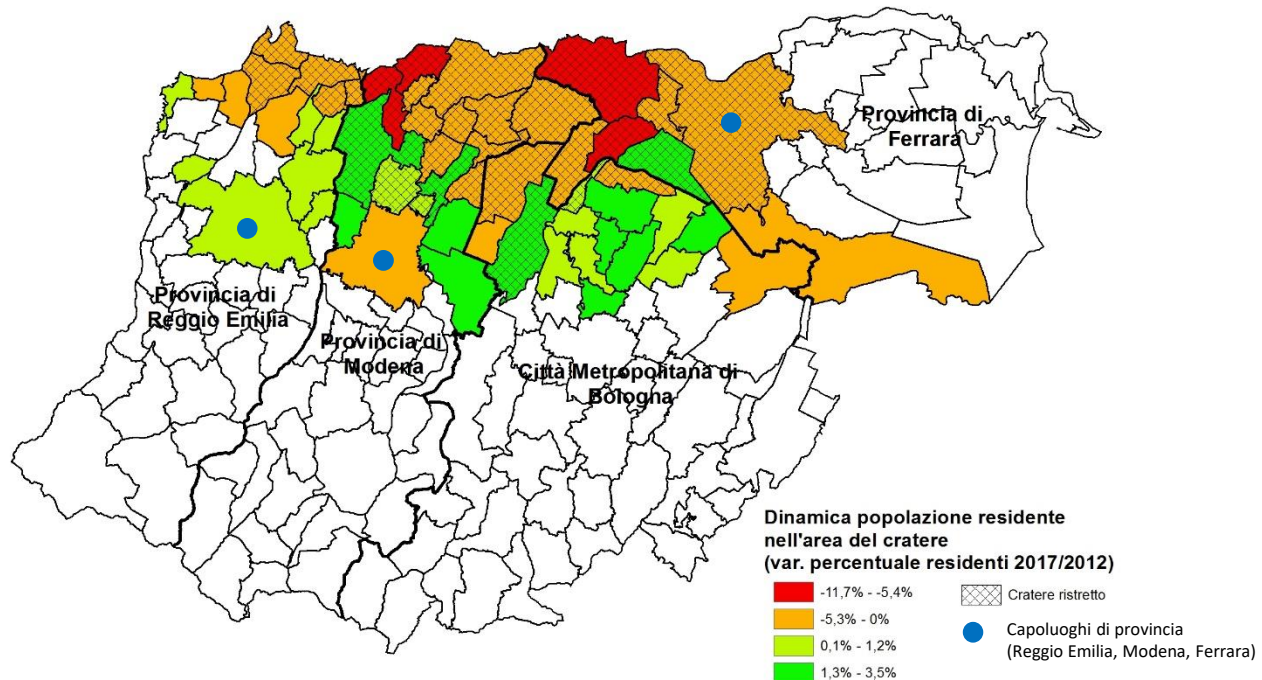 Provincia di
Ferrara
Provincia di
Reggio Emilia
Provincia di
Modena
Città Metropolitana di
Bologna
Dinamica popolazione residente
nell'area del cratere
(var. percentuale residenti 2017/2012)
-11,7% - -5,4%
-5,3% - 0%
0,1% - 1,2%
1,3% - 3,5%
Cratere ristretto
Capoluoghi di provincia
(Reggio Emilia, Modena, Ferrara)